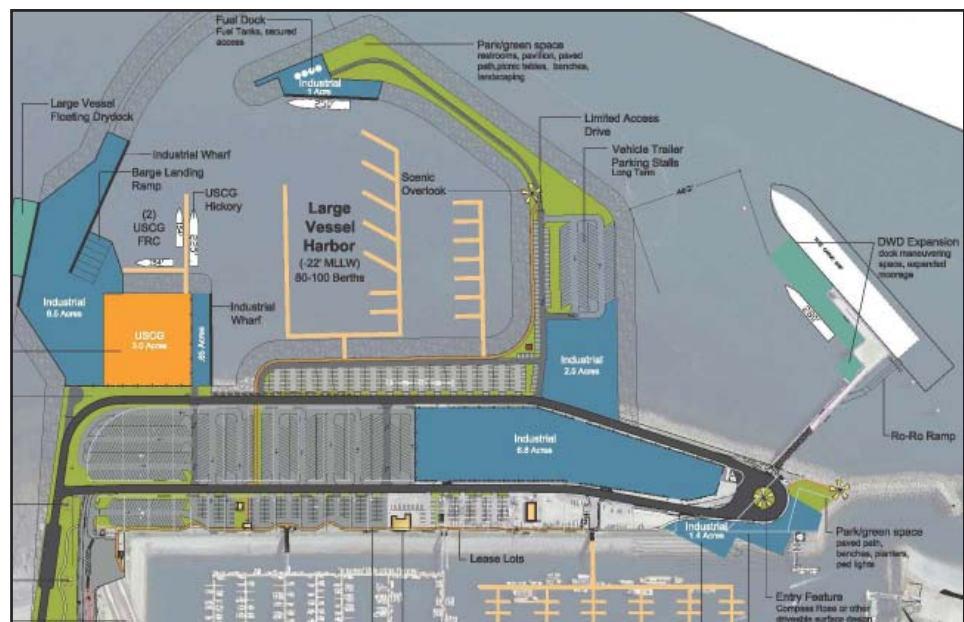 Fuel Dock
Fuel Tanks, secured
access
Park/green space
restrooms, pavilion, paved
path,picnic tables, benches,
landscaping
Industrial
1 Acre
Large Vessel
Floating Drydock
Limited Access
Drive
Industrial Wharf
Vehicle Trailer
Parking Stalls
Long Term
Barge Landing
Ramp
Scenic
Overlook
USCG
Hickory
(2)
USCG
FRC
Large
Vessel
Harbor
(-22' MLLW)
80-100 Berths
DWD Expansion
dock maneuvering
space, expanded
moorage
Industrial
6.5 Acres
Industrial
Wharf
USCG
3.0 Acres
.65 Acres
Industrial
2.5 Acres
Ro-Ro Ramp
Industrial
6.8 Acres
Industrial
1.4 Acres
Park/green space
paved path,
benches, planters,
ped lights
Lease Lots
Entry Feature
Compass Rose or other
driveable surface design